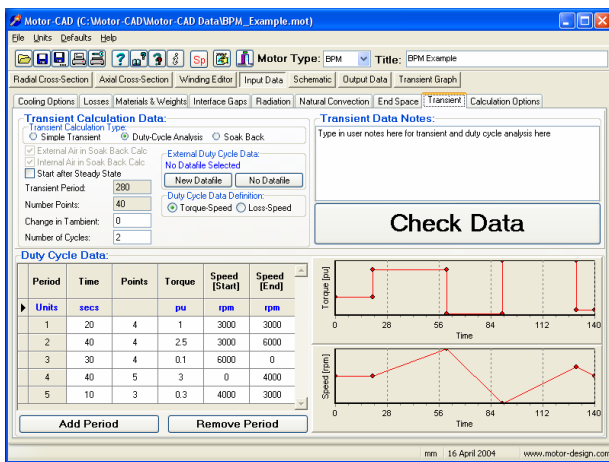 Motor-CAD (C:\Motor-CAD\Motor-CAD Data\BPM_Example.mot)
File Units Defaults Help
Sp Motor Type: BPM Title: BPM Example
Radial Cross-Section Axial Cross-Section Winding Editor Input Data Schematic Output Data Transient Graph
Cooling Options Losses Materials & Weights Interface Gaps Radiation Natural Convection End Space Transient Calculation Options
Transient Calculation Data:
Transient Calculation Type:
Simple Transient Duty-Cycle Analysis Soak Back
External Air in Soak Back Calc
Internal Air in Soak Back Calc
Start after Steady State
Transient Period: 280
Number Points: 40
Change in Tambient: 0
Number of Cycles: 2
External Duty Cycle Data:
No Datafile Selected
New Datafile No Datafile
Duty Cycle Data Definition:
Torque-Speed Loss-Speed
Transient Data Notes:
Type in user notes here for transient and duty cycle analysis here
Check Data
Duty Cycle Data:
Period Time Points Torque Speed [Start] Speed [End]
Units secs pu rpm rpm
1 20 4 1 3000 3000
2 40 4 2.5 3000 6000
3 30 4 0.1 6000 0
4 40 5 3 0 4000
5 10 3 0.3 4000 3000
Add Period Remove Period
Torque [pu]
0 28 56 84 112 140
Time
Speed [rpm]
0 28 56 84 112 140
Time
mm 16 April 2004 www.motor-design.com